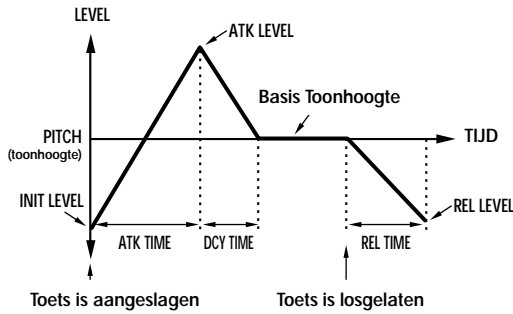 LEVEL
ATK LEVEL
Basis Toonhoogte
PITCH
(toonhoogte)
TIJD
INIT LEVEL
REL LEVEL
ATK TIME
DCY TIME
REL TIME
Toets is aangeslagen
Toets is losgelaten